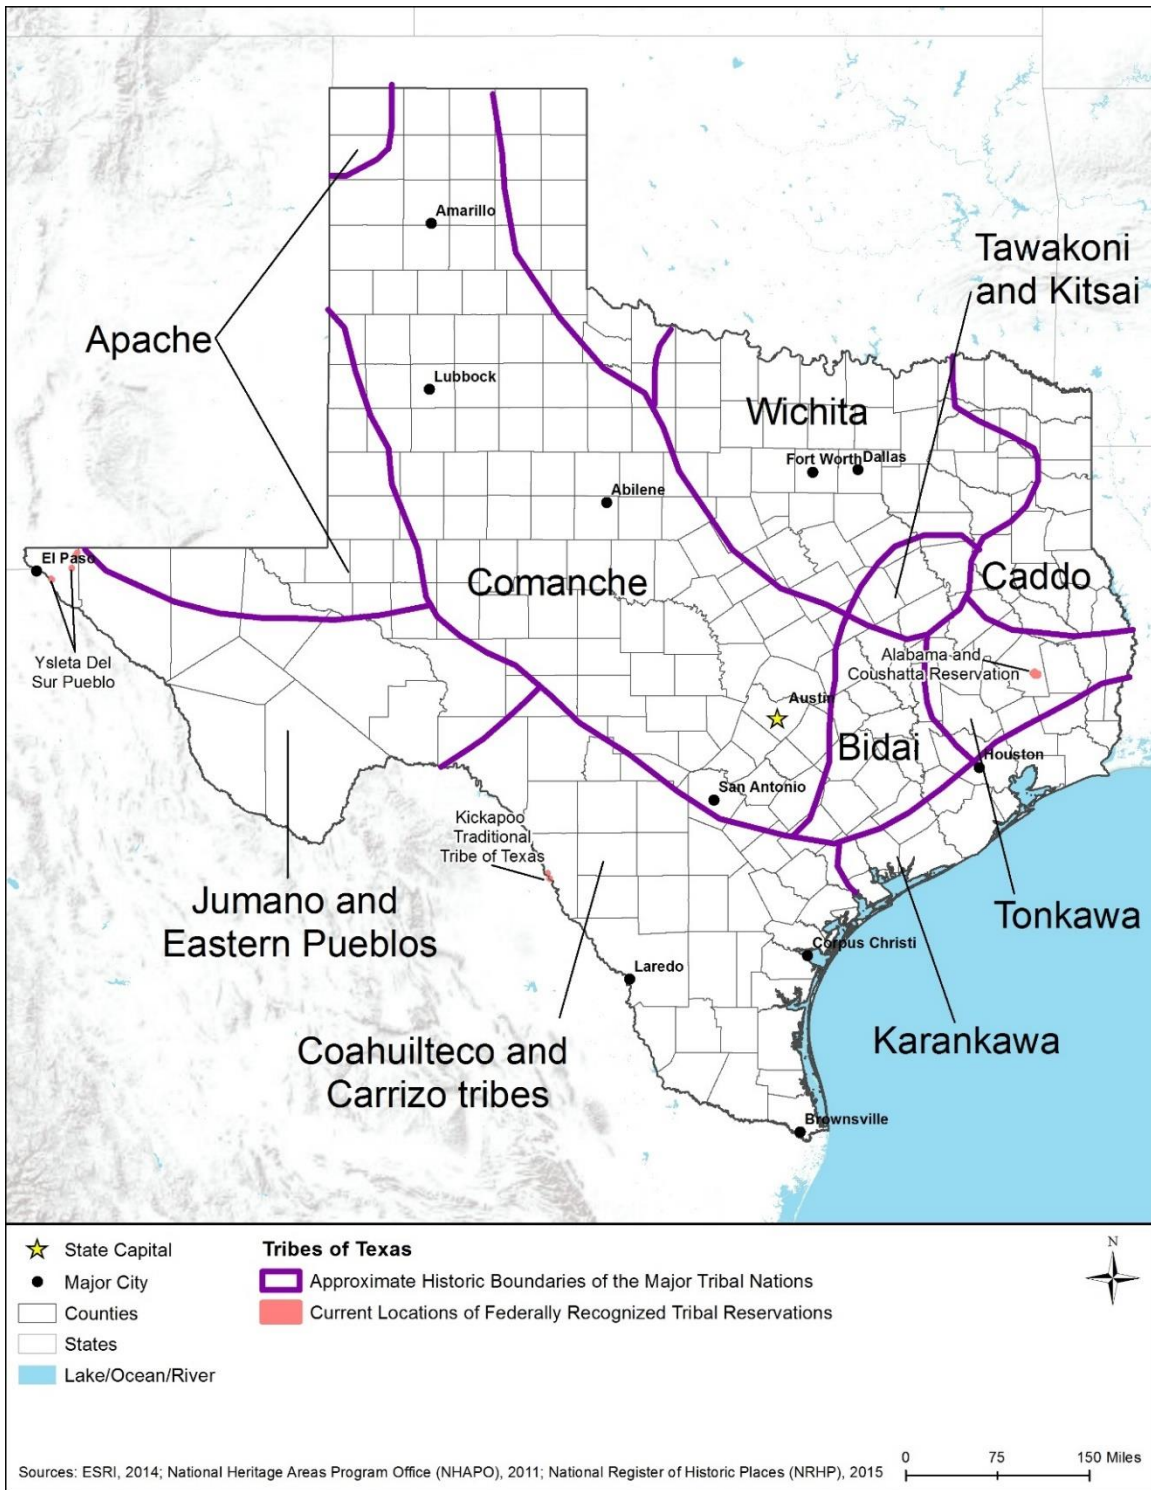 Amarillo
Tawakoni
and Kitsai
Apache
Lubbock
Wichita
Fort Worth
Dallas
Abilene
El Paso
Comanche
Caddo
Ysleta Del
Sur Pueblo
Alabama and
Coushatta Reservation
Austin
Bidai
Houston
San Antonio
Kickapoo
Traditional
Tribe of Texas
Jumano and
Eastern Pueblos
Tonkawa
Corpus Christi
Laredo
Karankawa
Coahuilteco and
Carrizo tribes
Brownsville
State Capital
Major City
Counties
States
Lake/Ocean/River
Tribes of Texas
Approximate Historic Boundaries of the Major Tribal Nations
Current Locations of Federally Recognized Tribal Reservations
N
Sources: ESRI, 2014; National Heritage Areas Program Office (NHAPO), 2011; National Register of Historic Places (NRHP), 2015
0 75 150 Miles